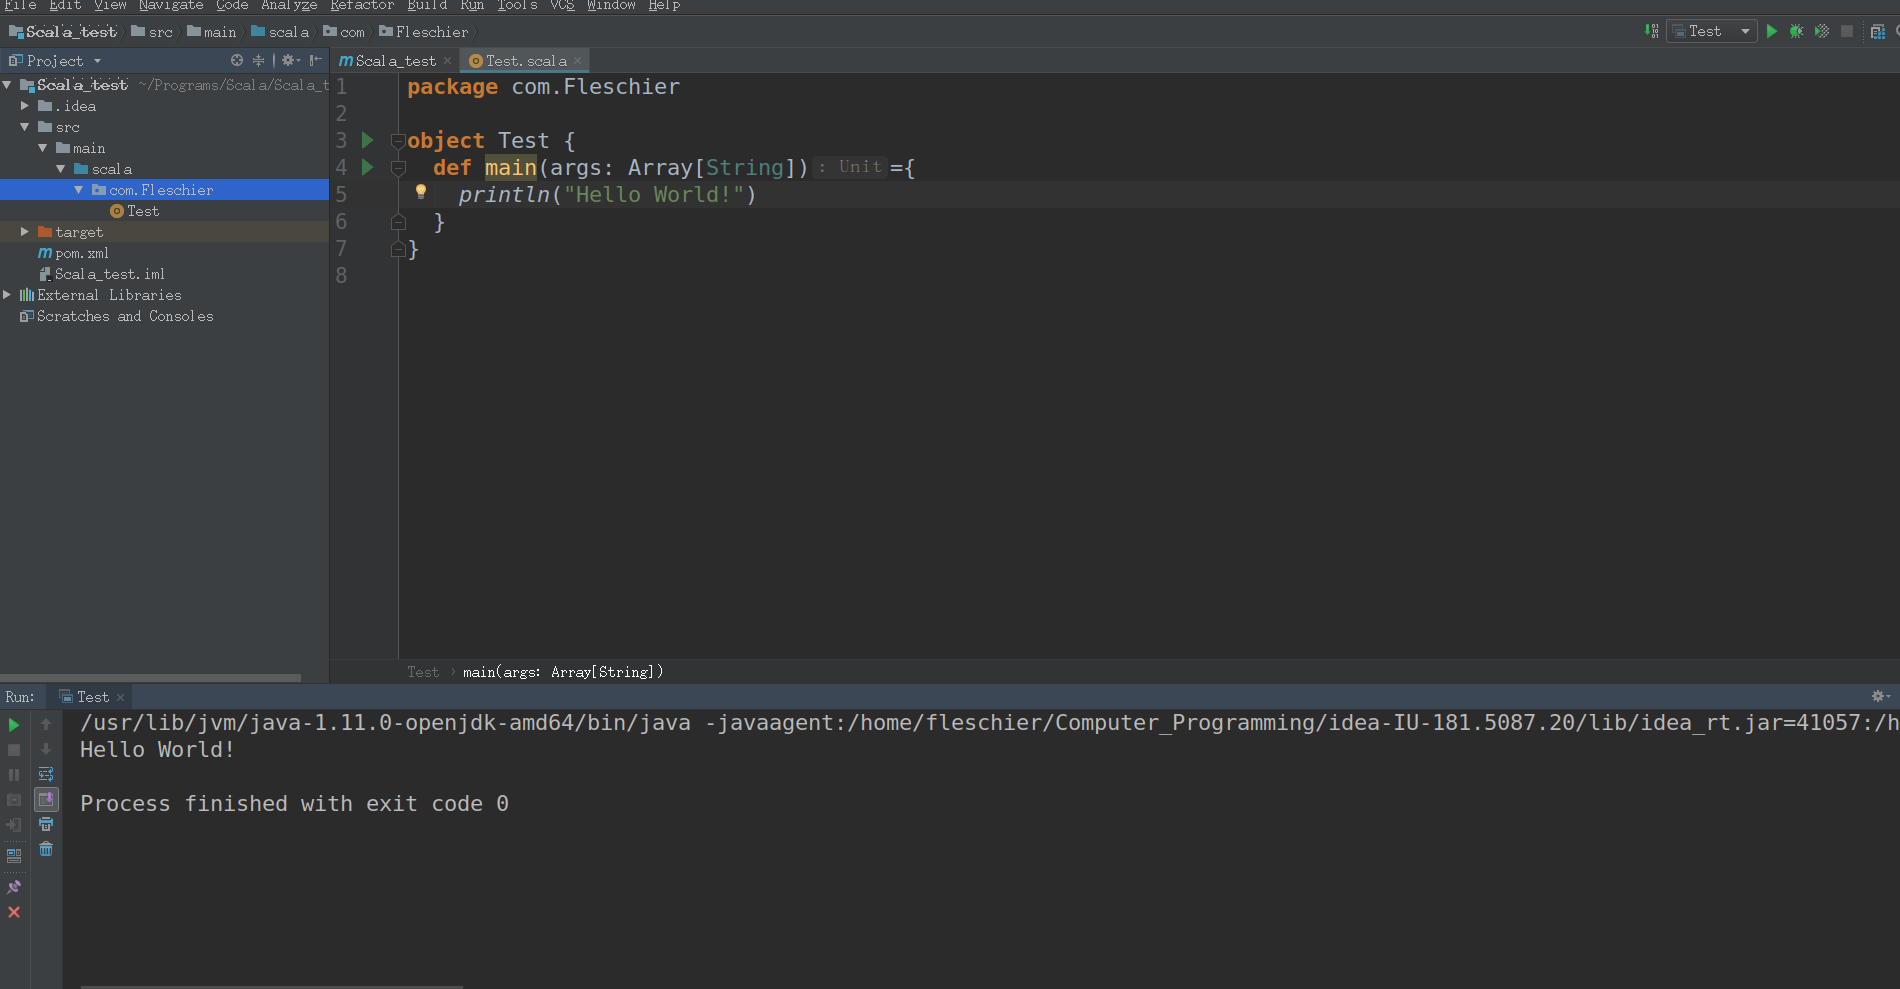 File Edit View Navigate Code Analyze Refactor Build Run Tools VCS Window Help
Scala_test src main scala com Fleschier
Test
Project
Scala_test ~/Programs/Scala/Scala_t
.idea
src
main
scala
com.Fleschier
Test
target
pom.xml
Scala_test.iml
External Libraries
Scratches and Consoles
Scala_test Test.scala
1 package com.Fleschier
2
3 object Test {
4 def main(args: Array[String]) : Unit ={
5 println("Hello World!")
6 }
7 }
8
Test › main(args: Array[String])
Run: Test
/usr/lib/jvm/java-1.11.0-openjdk-amd64/bin/java -javaagent:/home/fleschier/Computer_Programming/idea-IU-181.5087.20/lib/idea_rt.jar=41057:/h
Hello World!
Process finished with exit code 0